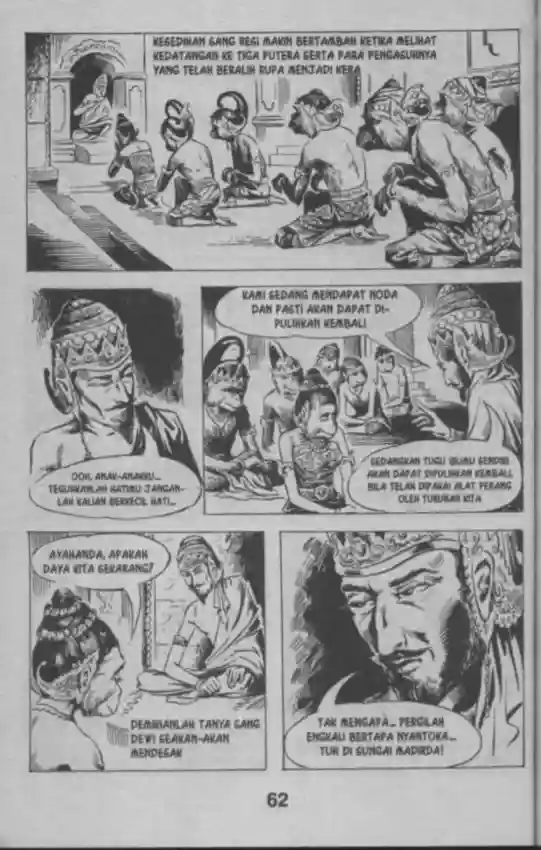 KESEDIHAN SANG RESI MAKIN BERTAMBAH KETIKA MELIHAT
KEDATANGAN KE TIGA PUTERA SERTA PARA PENGASUHNYA
YANG TELAH BERALIH RUPA MENJADI KERA
OOH, ANAK-ANAKKU...
TEGUHKANLAH HATIMU JANGAN-
LAH KALIAN BERKECIL HATI...
KAMI SEDANG MENDAPAT NODA
DAN PASTI AKAN DAPAT DI-
PULIHKAN KEMBALI
SEDANGKAN TUGU IBUMU SENDIRI
AKAN DAPAT DIPULIHKAN KEMBALI,
BILA TELAH DIPAKAI ALAT PERANG
OLEH TURUNAN KITA
AYAHANDA, APAKAH
DAYA KITA SEKARANG?
DEMIKIANLAH TANYA SANG
DEWI SEAKAN-AKAN
MENDESAK
TAK MENGAPA... PERGILAH
ENGKAU BERTAPA NYANTOKA...
TUH DI SUNGAI MADIRDA!
62